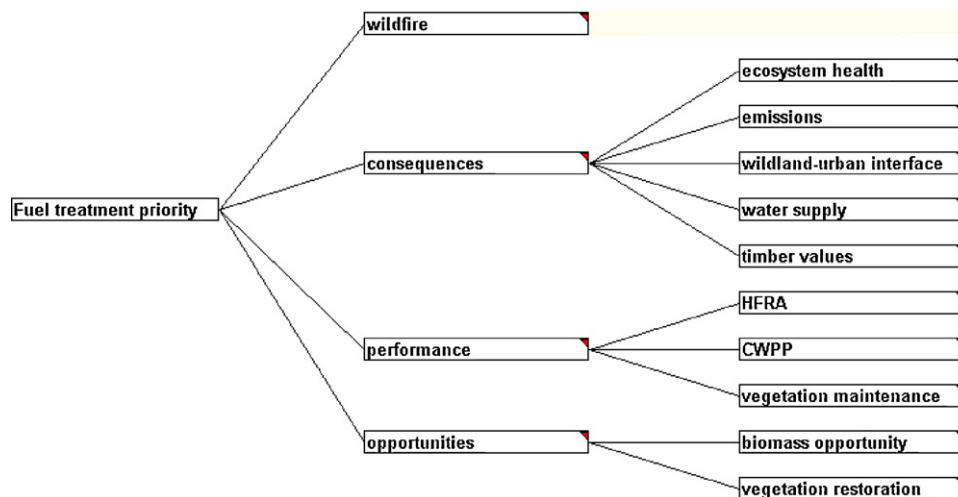 wildfire
ecosystem health
emissions
consequences
wildland-urban interface
Fuel treatment priority
water supply
timber values
HFRA
performance
CWPP
vegetation maintenance
opportunities
biomass opportunity
vegetation restoration